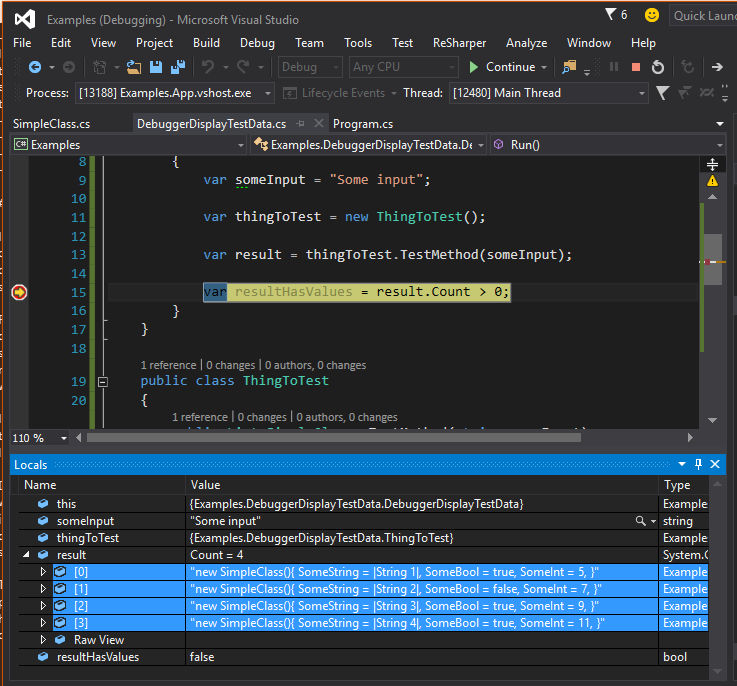 Examples (Debugging) - Microsoft Visual Studio 6 Quick Laun
File Edit View Project Build Debug Team Tools Test ReSharper Analyze Window Help
Debug Any CPU Continue
Process: [13188] Examples.App.vshost.exe Lifecycle Events Thread: [12480] Main Thread
SimpleClass.cs DebuggerDisplayTestData.cs Program.cs
C# Examples Examples.DebuggerDisplayTestData.De Run()
8 {
9 var someInput = "Some input";
10
11 var thingToTest = new ThingToTest();
12
13 var result = thingToTest.TestMethod(someInput);
14
15 var resultHasValues = result.Count > 0;
16 }
17 }
18
1 reference | 0 changes | 0 authors, 0 changes
19 public class ThingToTest
20 {
1 reference | 0 changes | 0 authors, 0 changes
110 %
Locals
Name Value Type
this {Examples.DebuggerDisplayTestData.DebuggerDisplayTestData} Example
someInput "Some input" string
thingToTest {Examples.DebuggerDisplayTestData.ThingToTest} Example
result Count = 4 System.C
[0] "new SimpleClass(){ SomeString = |String 1|, SomeBool = true, SomeInt = 5, }" Example
[1] "new SimpleClass(){ SomeString = |String 2|, SomeBool = false, SomeInt = 7, }" Example
[2] "new SimpleClass(){ SomeString = |String 3|, SomeBool = true, SomeInt = 9, }" Example
[3] "new SimpleClass(){ SomeString = |String 4|, SomeBool = true, SomeInt = 11, }" Example
Raw View
resultHasValues false bool